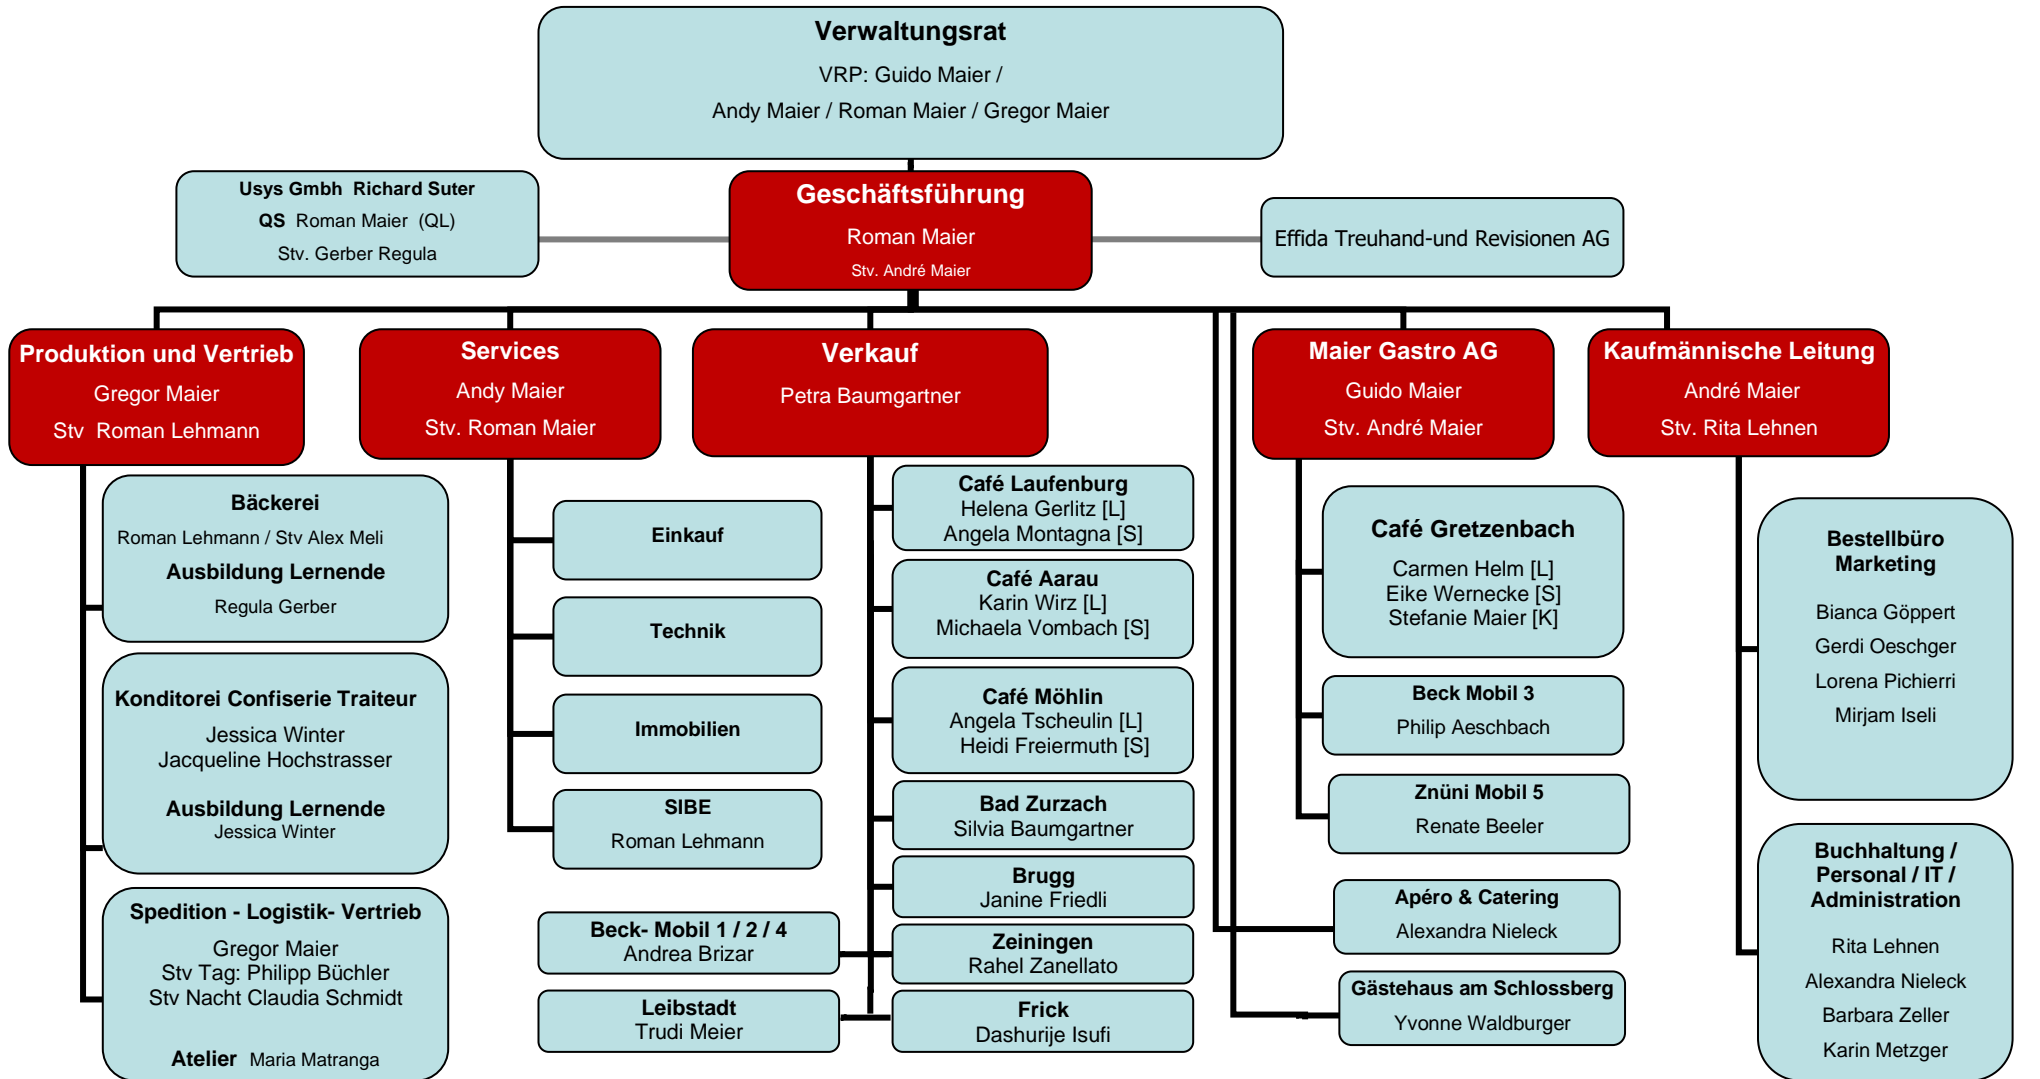 Verwaltungsrat
VRP: Guido Maier /
Andy Maier / Roman Maier / Gregor Maier
Usys Gmbh  Richard Suter
QS  Roman Maier  (QL)
Stv. Gerber Regula
Geschäftsführung
Roman Maier
Stv. André Maier
Effida Treuhand-und Revisionen AG
Produktion und Vertrieb
Gregor Maier
Stv  Roman Lehmann
Services
Andy Maier
Stv. Roman Maier
Verkauf
Petra Baumgartner
Maier Gastro AG
Guido Maier
Stv. André Maier
Kaufmännische Leitung
André Maier
Stv. Rita Lehnen
Bäckerei
Roman Lehmann / Stv Alex Meli
Ausbildung Lernende
Regula Gerber
Konditorei Confiserie Traiteur
Jessica Winter
Jacqueline Hochstrasser
Ausbildung Lernende
Jessica Winter
Spedition - Logistik- Vertrieb
Gregor Maier
Stv Tag: Philipp Büchler
Stv Nacht Claudia Schmidt
Atelier  Maria Matranga
Einkauf
Technik
Immobilien
SIBE
Roman Lehmann
Café Laufenburg
Helena Gerlitz [L]
Angela Montagna [S]
Café Aarau
Karin Wirz [L]
Michaela Vombach [S]
Café Möhlin
Angela Tscheulin [L]
Heidi Freiermuth [S]
Bad Zurzach
Silvia Baumgartner
Brugg
Janine Friedli
Beck- Mobil 1 / 2 / 4
Andrea Brizar
Zeiningen
Rahel Zanellato
Leibstadt
Trudi Meier
Frick
Dashurije Isufi
Café Gretzenbach
Carmen Helm [L]
Eike Wernecke [S]
Stefanie Maier [K]
Beck Mobil 3
Philip Aeschbach
Znüni Mobil 5
Renate Beeler
Apéro & Catering
Alexandra Nieleck
Gästehaus am Schlossberg
Yvonne Waldburger
Bestellbüro
Marketing
Bianca Göppert
Gerdi Oeschger
Lorena Pichierri
Mirjam Iseli
Buchhaltung /
Personal / IT /
Administration
Rita Lehnen
Alexandra Nieleck
Barbara Zeller
Karin Metzger